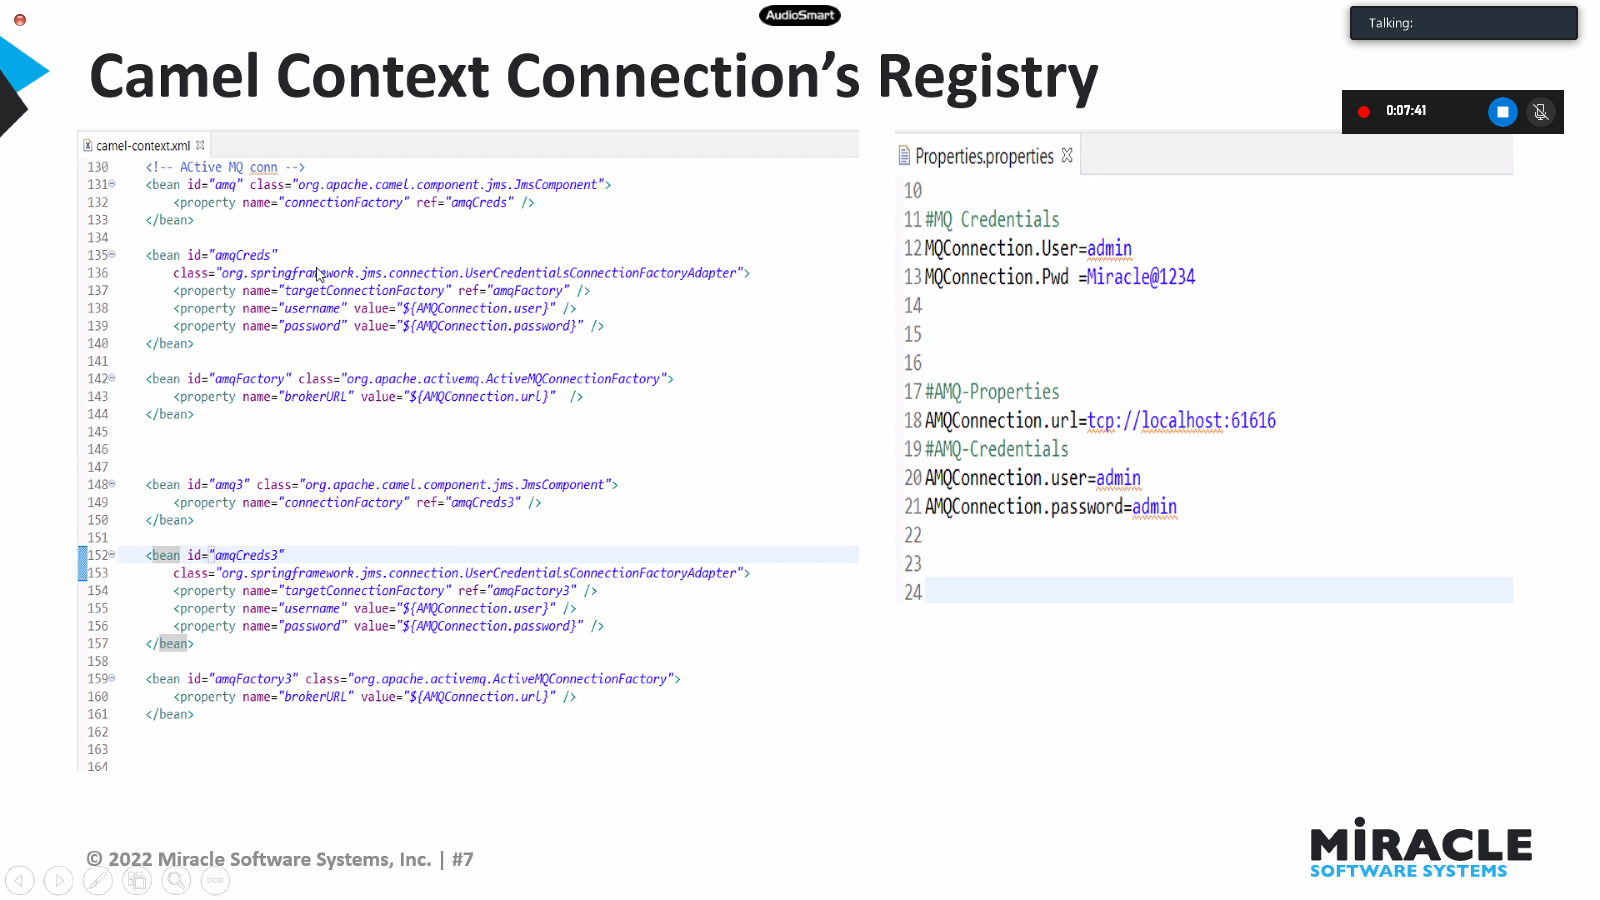 AudioSmart
Talking:
Camel Context Connection’s Registry
0:07:41
camel-context.xml
130 <!-- ACtive MQ conn -->
131 <bean id="amq" class="org.apache.camel.component.jms.JmsComponent">
132 <property name="connectionFactory" ref="amqCreds" />
133 </bean>
134
135 <bean id="amqCreds"
136 class="org.springframework.jms.connection.UserCredentialsConnectionFactoryAdapter">
137 <property name="targetConnectionFactory" ref="amqFactory" />
138 <property name="username" value="${AMQConnection.user}" />
139 <property name="password" value="${AMQConnection.password}" />
140 </bean>
141
142 <bean id="amqFactory" class="org.apache.activemq.ActiveMQConnectionFactory">
143 <property name="brokerURL" value="${AMQConnection.url}"  />
144 </bean>
145
146
147
148 <bean id="amq3" class="org.apache.camel.component.jms.JmsComponent">
149 <property name="connectionFactory" ref="amqCreds3" />
150 </bean>
151
152 <bean id="amqCreds3"
153 class="org.springframework.jms.connection.UserCredentialsConnectionFactoryAdapter">
154 <property name="targetConnectionFactory" ref="amqFactory3" />
155 <property name="username" value="${AMQConnection.user}" />
156 <property name="password" value="${AMQConnection.password}" />
157 </bean>
158
159 <bean id="amqFactory3" class="org.apache.activemq.ActiveMQConnectionFactory">
160 <property name="brokerURL" value="${AMQConnection.url}" />
161 </bean>
162
163
164
Properties.properties
10
11 #MQ Credentials
12 MQConnection.User=admin
13 MQConnection.Pwd =Miracle@1234
14
15
16
17 #AMQ-Properties
18 AMQConnection.url=tcp://localhost:61616
19 #AMQ-Credentials
20 AMQConnection.user=admin
21 AMQConnection.password=admin
22
23
24
© 2022 Miracle Software Systems, Inc. | #7
MiRACLE
SOFTWARE SYSTEMS